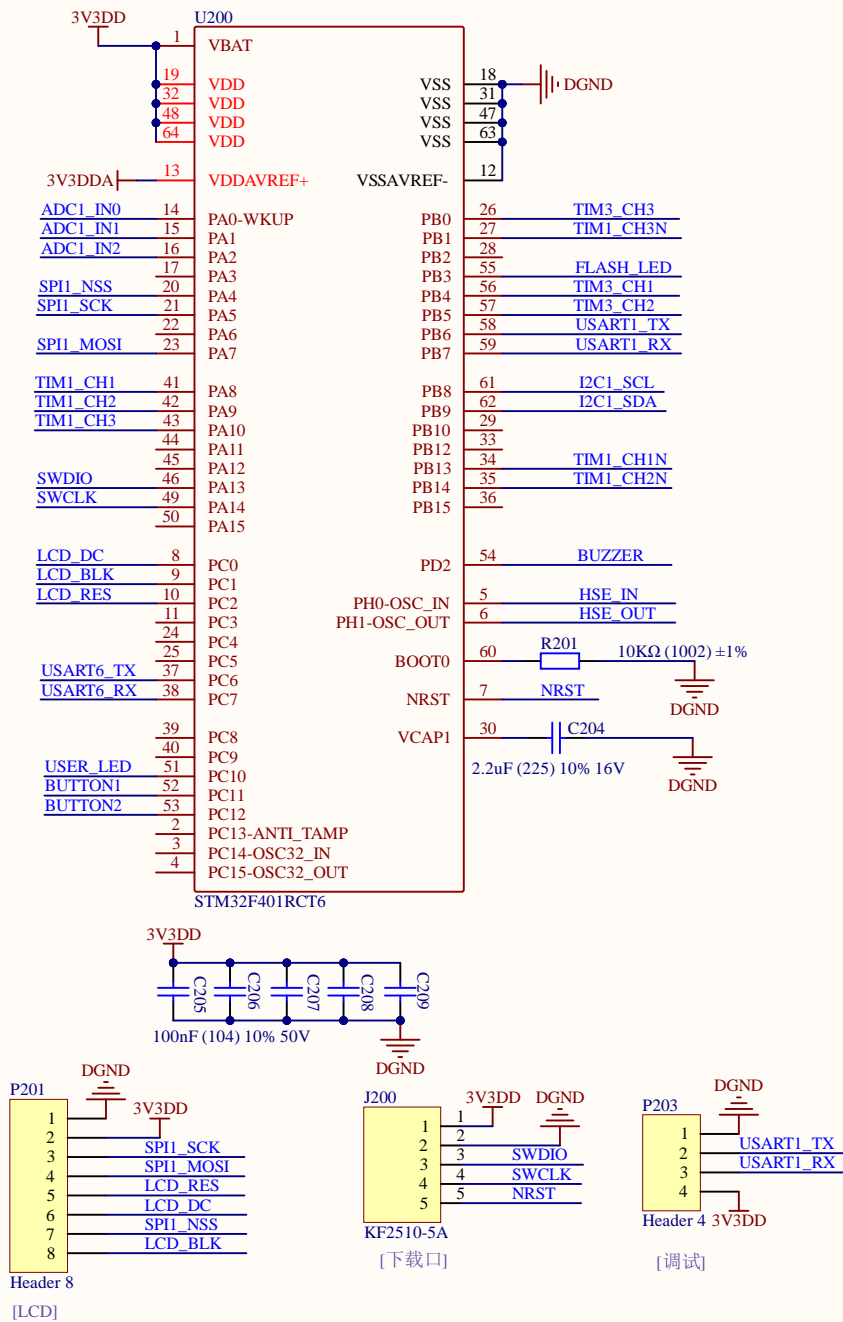 3V3DD
U200
1 VBAT
19 VDD VSS 18 DGND
32 VDD VSS 31
48 VDD VSS 47
64 VDD VSS 63
3V3DDA 13 VDDAVREF+ VSSAVREF- 12
ADC1_IN0 14 PA0-WKUP PB0 26 TIM3_CH3
ADC1_IN1 15 PA1 PB1 27 TIM1_CH3N
ADC1_IN2 16 PA2 PB2 28
17 PA3 PB3 55 FLASH_LED
SPI1_NSS 20 PA4 PB4 56 TIM3_CH1
SPI1_SCK 21 PA5 PB5 57 TIM3_CH2
22 PA6 PB6 58 USART1_TX
SPI1_MOSI 23 PA7 PB7 59 USART1_RX
TIM1_CH1 41 PA8 PB8 61 I2C1_SCL
TIM1_CH2 42 PA9 PB9 62 I2C1_SDA
TIM1_CH3 43 PA10 PB10 29
44 PA11 PB12 33
45 PA12 PB13 34 TIM1_CH1N
SWDIO 46 PA13 PB14 35 TIM1_CH2N
SWCLK 49 PA14 PB15 36
50 PA15
LCD_DC 8 PC0 PD2 54 BUZZER
LCD_BLK 9 PC1
LCD_RES 10 PC2 PH0-OSC_IN 5 HSE_IN
11 PC3 PH1-OSC_OUT 6 HSE_OUT
24 PC4
25 PC5 BOOT0 60 R201 10KΩ (1002) ±1%
USART6_TX 37 PC6
USART6_RX 38 PC7 NRST 7 NRST
DGND
39 PC8 VCAP1 30 C204
40 PC9
2.2uF (225) 10% 16V
DGND
USER_LED 51 PC10
BUTTON1 52 PC11
BUTTON2 53 PC12
2 PC13-ANTI_TAMP
3 PC14-OSC32_IN
4 PC15-OSC32_OUT
STM32F401RCT6
3V3DD
C205 C206 C207 C208 C209
100nF (104) 10% 50V
DGND
P201
DGND
1
3V3DD
2
3 SPI1_SCK
4 SPI1_MOSI
5 LCD_RES
6 LCD_DC
7 SPI1_NSS
8 LCD_BLK
Header 8
[LCD]
J200
3V3DD
DGND
1 1
2 2
3 3 SWDIO
4 4 SWCLK
5 5 NRST
KF2510-5A
[下载口]
P203
DGND
1
2 USART1_TX
3 USART1_RX
4
Header 4
3V3DD
[调试]